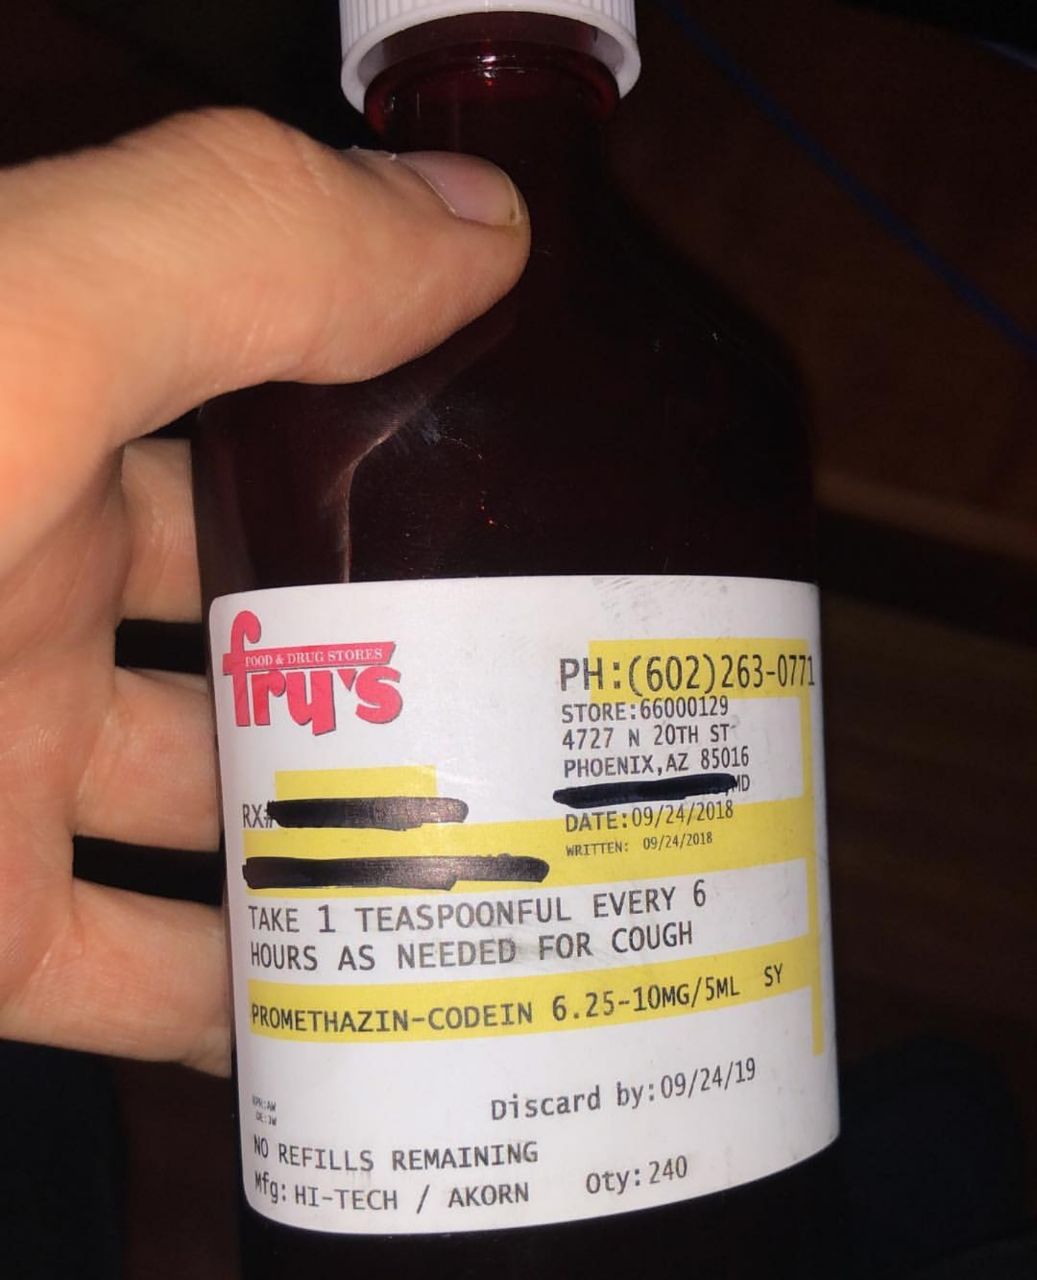 FOOD & DRUG STORES
fry's
PH:(602)263-0771
STORE:66000129
4727 N 20TH ST
PHOENIX,AZ 85016
MD
RX#
DATE:09/24/2018
WRITTEN: 09/24/2018
TAKE 1 TEASPOONFUL EVERY 6
HOURS AS NEEDED FOR COUGH
PROMETHAZIN-CODEIN 6.25-10MG/5ML SY
Discard by:09/24/19
NO REFILLS REMAINING
Mfg: HI-TECH / AKORN Qty: 240